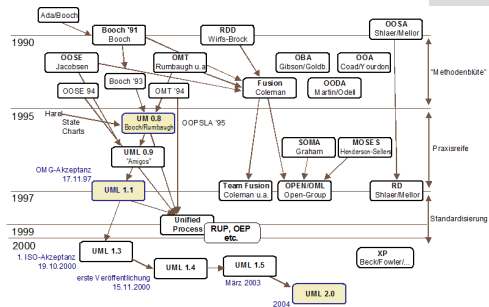 Ada/Booch
Booch '91
Booch
RDD
Wirfs-Brock
OOSA
Shlaer/Mellor
1990
OOSE
Jacobsen
OMT
Rumbaugh u.a.
OBA
Gibson/Goldb.
OOA
Coad/Yourdon
"Methodenblüte"
Booch '93
Fusion
Coleman
OODA
Martin/Odell
OOSE 94
OMT '94
1995
Harel
State
Charts
UM 0.8
Booch/Rumbaugh
OOPSLA '95
UML 0.9
"Amigos"
SOMA
Graham
MOSES
Henderson-Sellers
Praxisreife
OMG-Akzeptanz
17.11.97
UML 1.1
Team Fusion
Coleman u.a.
OPEN/OML
Open-Group
RD
Shlaer/Mellor
1997
Standardisierung
Unified
Process
RUP, OEP
etc.
1999
2000
UML 1.3
1. ISO-Akzeptanz
19.10.2000
XP
Beck/Fowler/...
UML 1.4
erste Veröffentlichung
15.11.2000
UML 1.5
März 2003
UML 2.0
2004